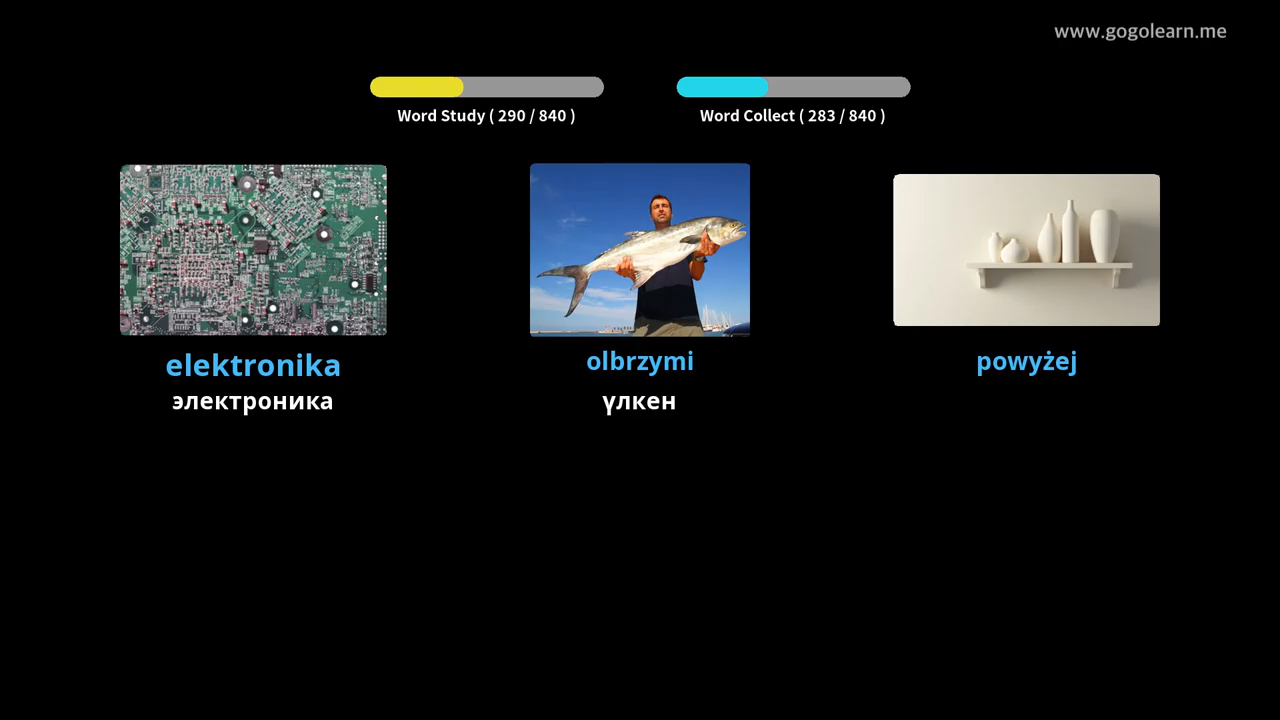 www.gogolearn.me
Word Study ( 290 / 840 )
Word Collect ( 283 / 840 )
elektronika
электроника
olbrzymi
үлкен
powyżej